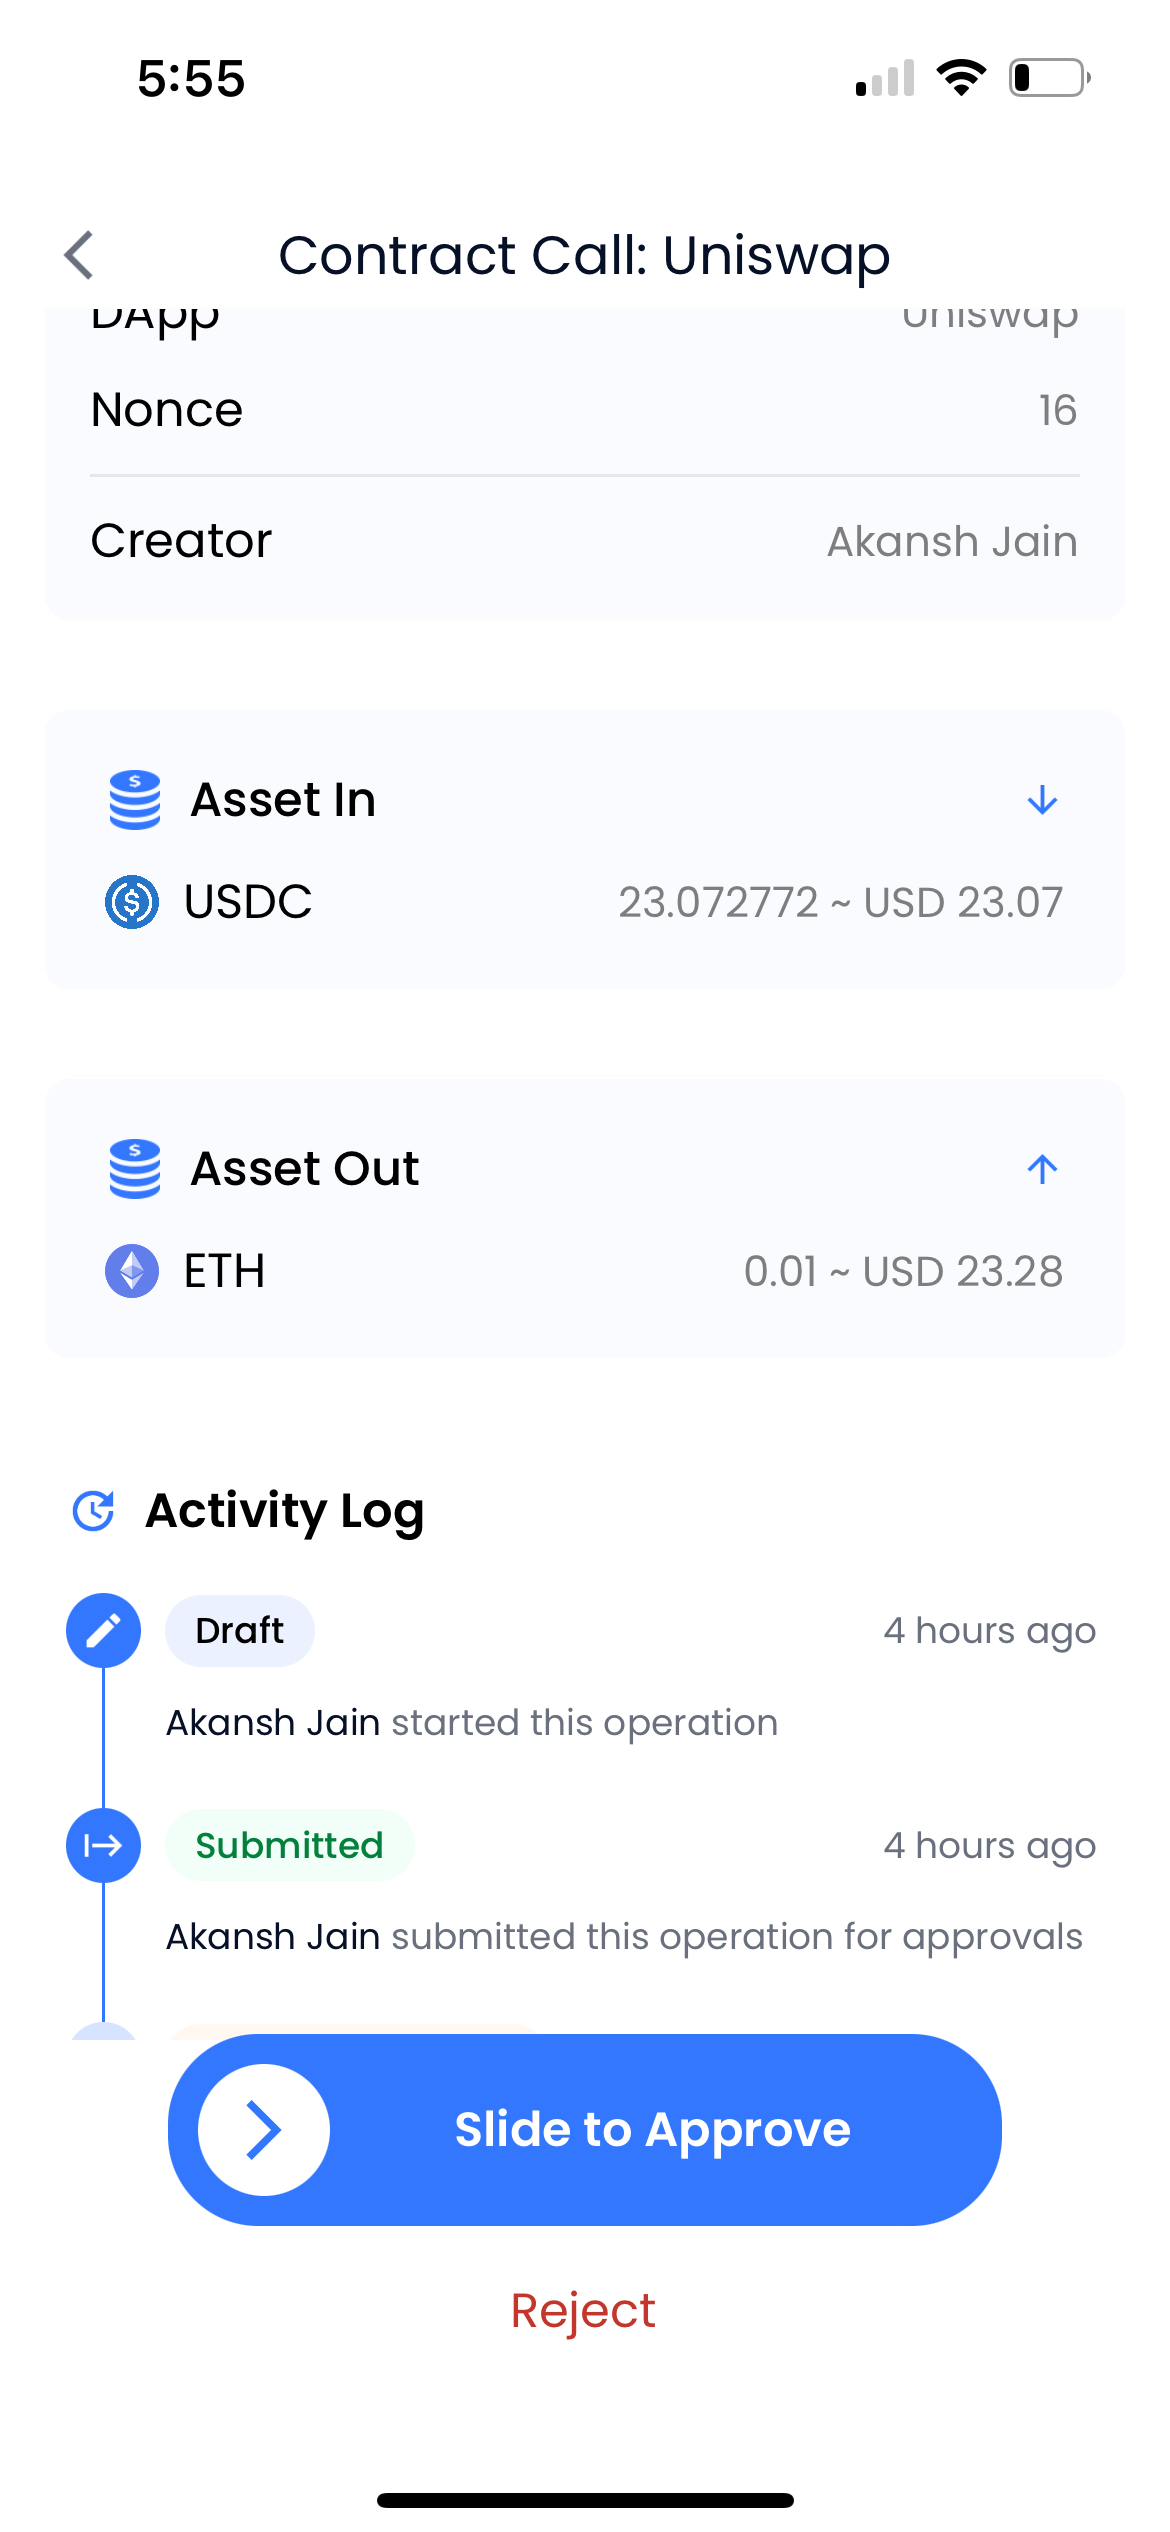 5:55
Contract Call: Uniswap
DApp Uniswap
Nonce 16
Creator Akansh Jain
Asset In
USDC 23.072772 ~ USD 23.07
Asset Out
ETH 0.01 ~ USD 23.28
Activity Log
Draft 4 hours ago
Akansh Jain started this operation
Submitted 4 hours ago
Akansh Jain submitted this operation for approvals
Slide to Approve
Reject